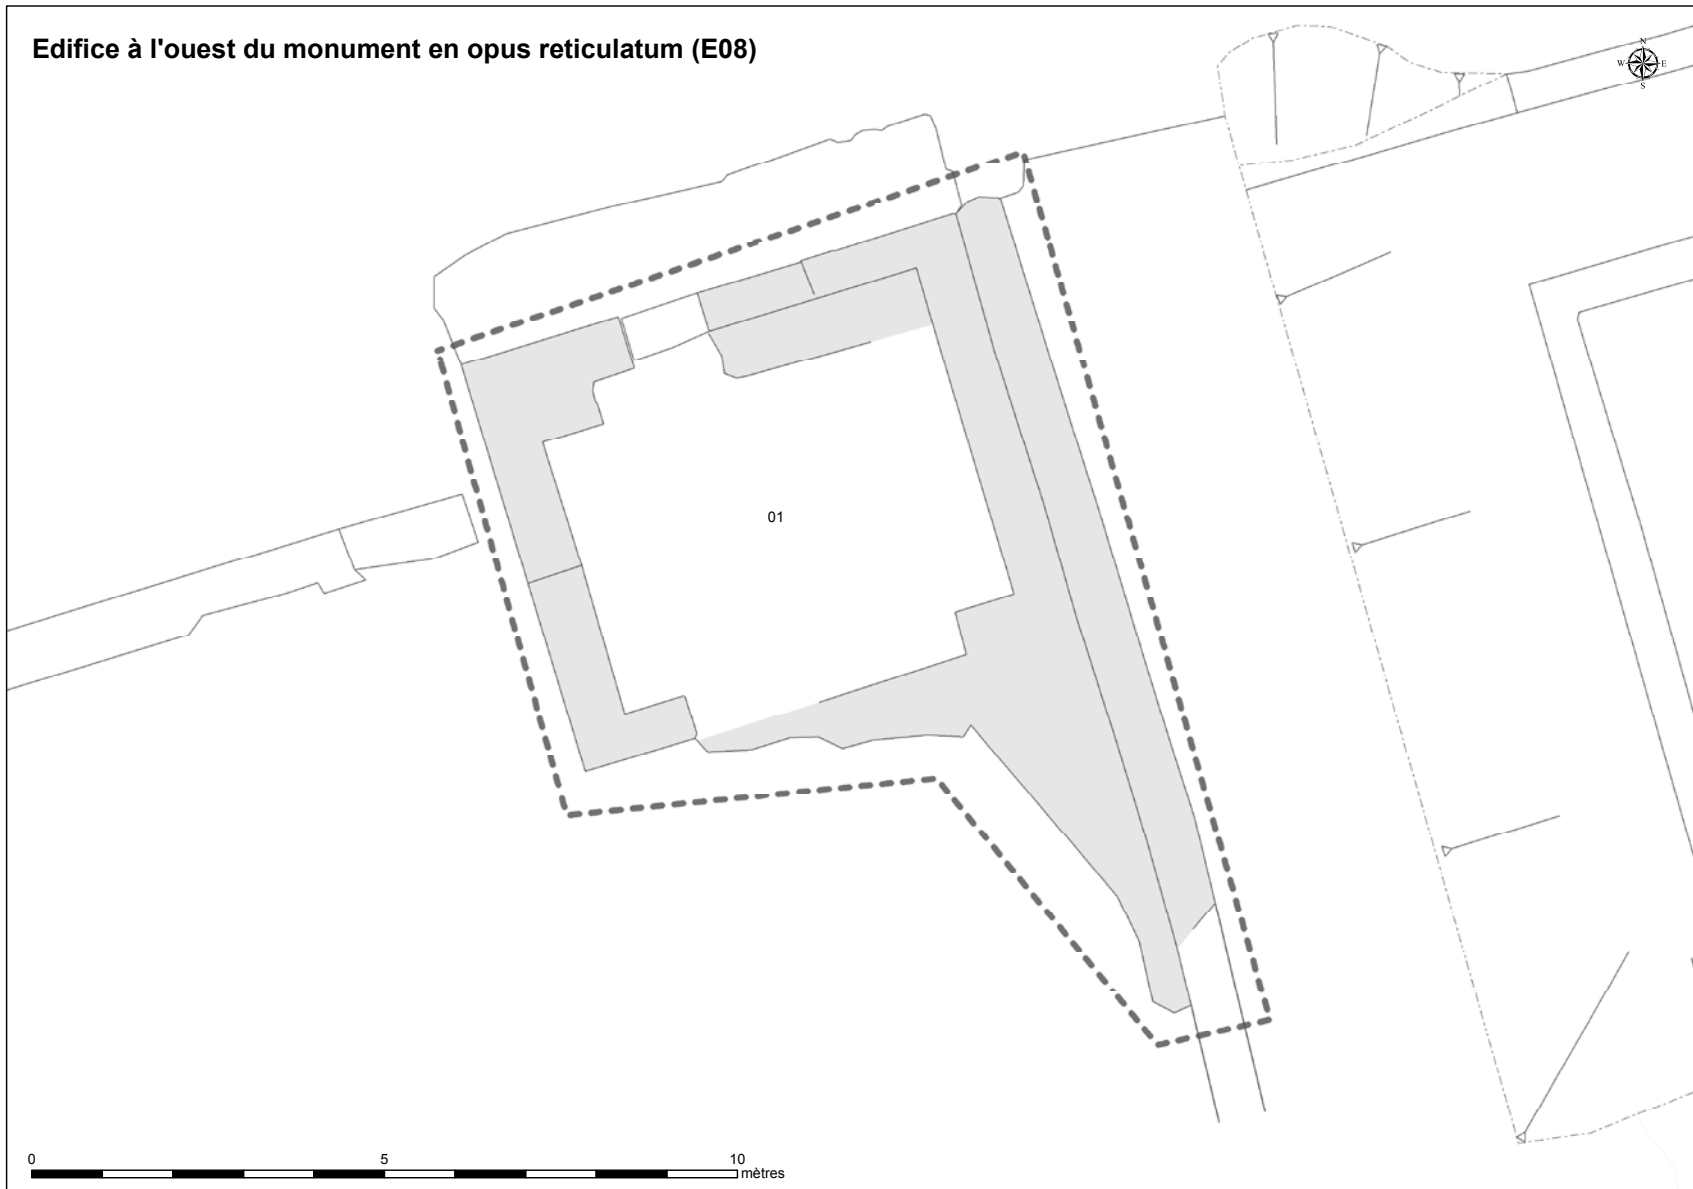 Edifice à l'ouest du monument en opus reticulatum (E08)
N
W E
S
01
0 5 10
mètres